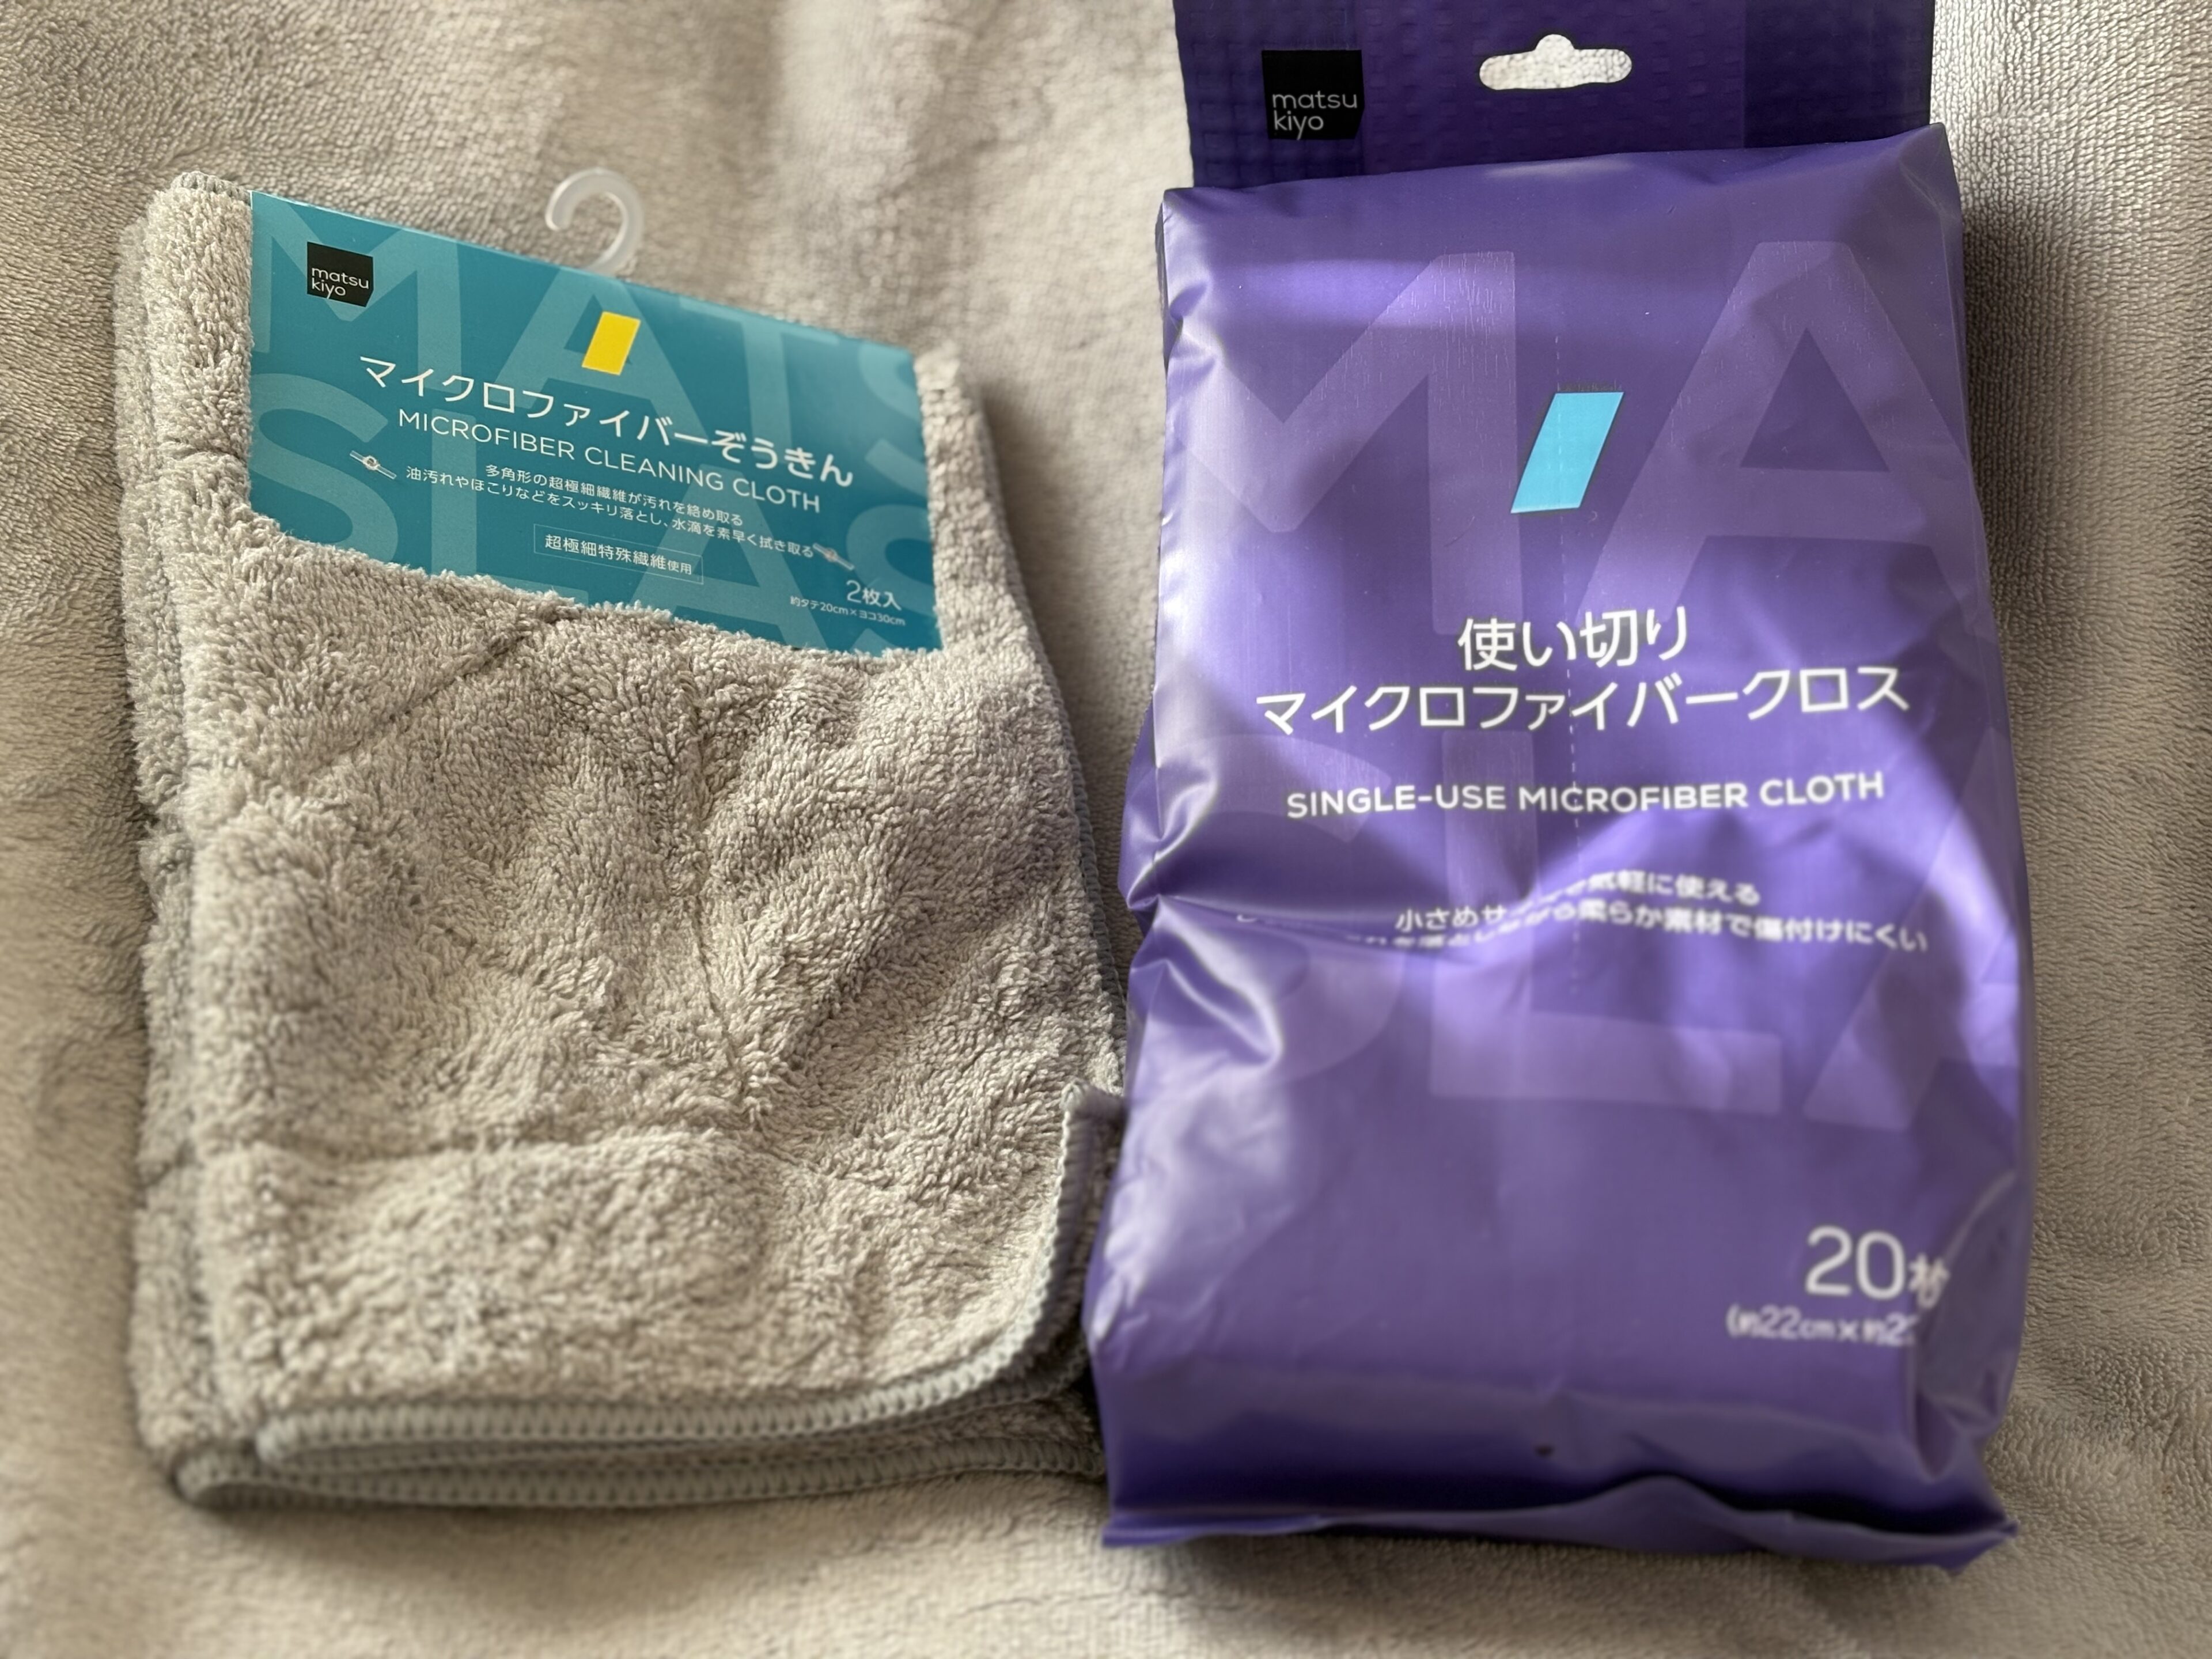 matsu
kiyo
マイクロファイバーぞうきん
MICROFIBER CLEANING CLOTH
多角形の超極細繊維が汚れを絡め取る
油汚れやほこりなどをスッキリ落とし、水滴を素早く拭き取る
超極細特殊繊維使用
2枚入
約タテ20cm×ヨコ30cm
matsu
kiyo
MA
使い切り
マイクロファイバークロス
SINGLE-USE MICROFIBER CLOTH
気軽に使える
小さめサ
柔らか素材で傷付けにくい
20枚
(約22cm×約2